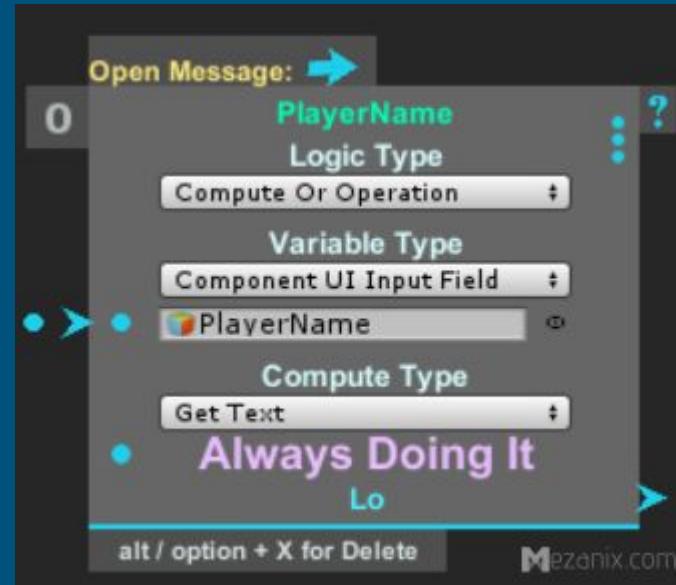 Open Message:
0
PlayerName
?
Logic Type
Compute Or Operation
Variable Type
Component UI Input Field
PlayerName
Compute Type
Get Text
Always Doing It
Lo
alt / option + X for Delete
Mezanix.com